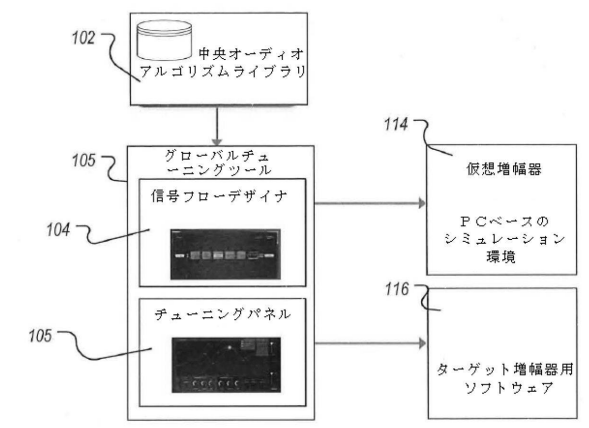 102
中央オーディオ
アルゴリズムライブラリ
105
グローバルチュ
ーニングツール
信号フローデザイナ
104
チューニングパネル
105
114
仮想増幅器
PCベースの
シミュレーション
環境
116
ターゲット増幅器用
ソフトウェア